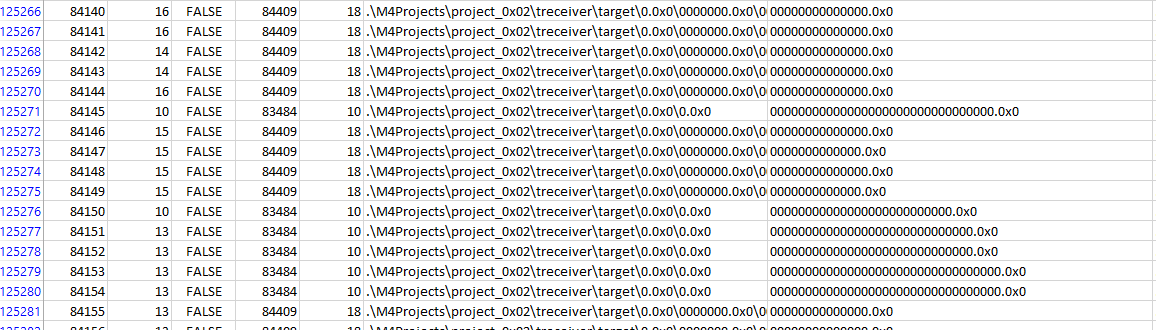 125266 84140 16 FALSE 84409 18 .\M4Projects\project_0x02\treceiver\target\0.0x0\0000000.0x0\0 00000000000000.0x0
125267 84141 16 FALSE 84409 18 .\M4Projects\project_0x02\treceiver\target\0.0x0\0000000.0x0\0 00000000000000.0x0
125268 84142 14 FALSE 84409 18 .\M4Projects\project_0x02\treceiver\target\0.0x0\0000000.0x0\0 00000000000000.0x0
125269 84143 14 FALSE 84409 18 .\M4Projects\project_0x02\treceiver\target\0.0x0\0000000.0x0\0 00000000000000.0x0
125270 84144 16 FALSE 84409 18 .\M4Projects\project_0x02\treceiver\target\0.0x0\0000000.0x0\0 00000000000000.0x0
125271 84145 10 FALSE 83484 10 .\M4Projects\project_0x02\treceiver\target\0.0x0\0.0x0 00000000000000000000000000000000.0x0
125272 84146 15 FALSE 84409 18 .\M4Projects\project_0x02\treceiver\target\0.0x0\0000000.0x0\0 00000000000000.0x0
125273 84147 15 FALSE 84409 18 .\M4Projects\project_0x02\treceiver\target\0.0x0\0000000.0x0\0 0000000000000.0x0
125274 84148 15 FALSE 84409 18 .\M4Projects\project_0x02\treceiver\target\0.0x0\0000000.0x0\0 00000000000000.0x0
125275 84149 15 FALSE 84409 18 .\M4Projects\project_0x02\treceiver\target\0.0x0\0000000.0x0\0 0000000000000.0x0
125276 84150 10 FALSE 83484 10 .\M4Projects\project_0x02\treceiver\target\0.0x0\0.0x0 00000000000000000000000000.0x0
125277 84151 13 FALSE 83484 10 .\M4Projects\project_0x02\treceiver\target\0.0x0\0.0x0 00000000000000000000000000000.0x0
125278 84152 13 FALSE 83484 10 .\M4Projects\project_0x02\treceiver\target\0.0x0\0.0x0 00000000000000000000000000000.0x0
125279 84153 13 FALSE 83484 10 .\M4Projects\project_0x02\treceiver\target\0.0x0\0.0x0 000000000000000000000000000000000.0x0
125280 84154 13 FALSE 83484 10 .\M4Projects\project_0x02\treceiver\target\0.0x0\0.0x0 000000000000000000000000000000000.0x0
125281 84155 13 FALSE 84409 18 .\M4Projects\project_0x02\treceiver\target\0.0x0\0000000.0x0\0 00000000000000.0x0